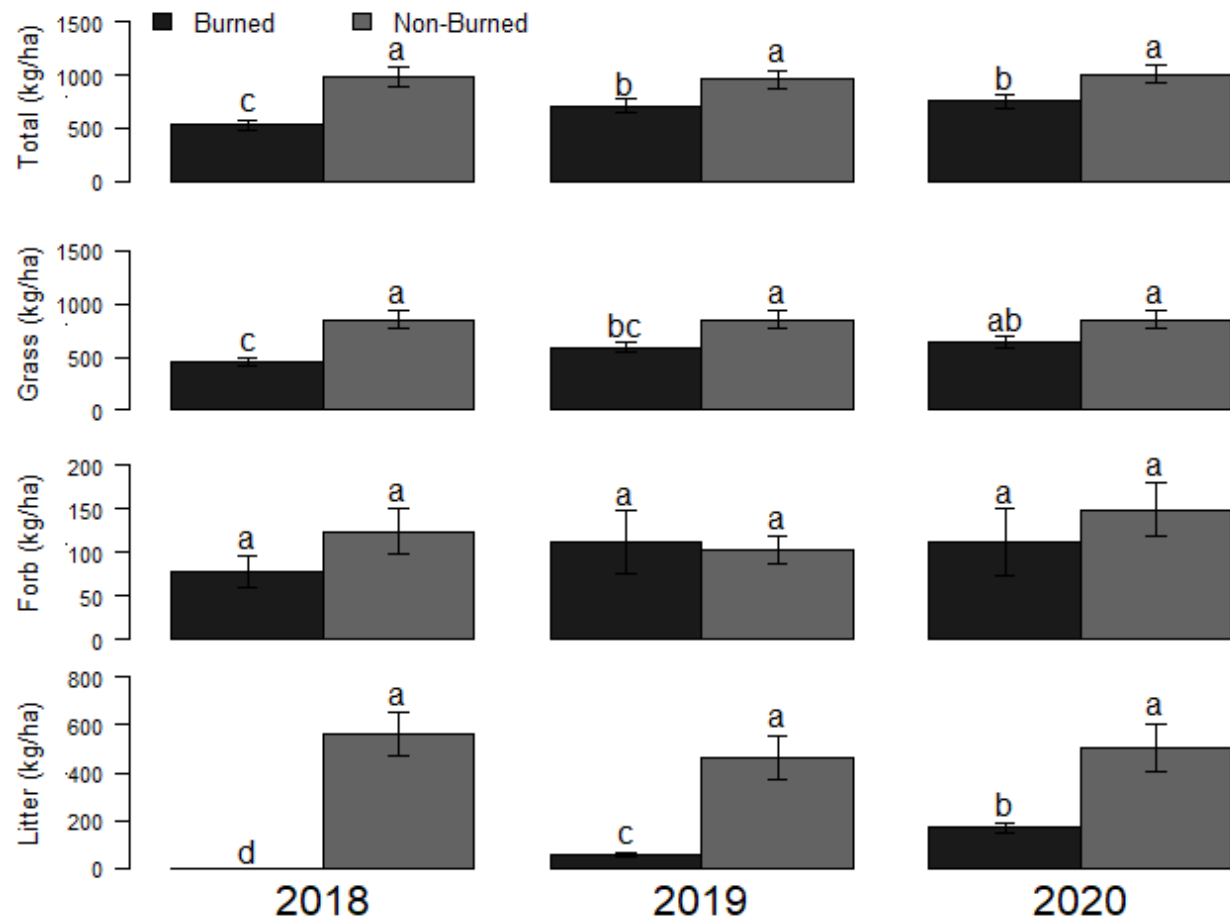 Burned Non-Burned
Total (kg/ha)
1500
1000
500
0
c a b a b a
Grass (kg/ha)
1500
1000
500
0
c a bc a ab a
Forb (kg/ha)
200
150
100
50
0
a a a a a a
Litter (kg/ha)
800
600
400
200
0
d a c a b a
2018 2019 2020